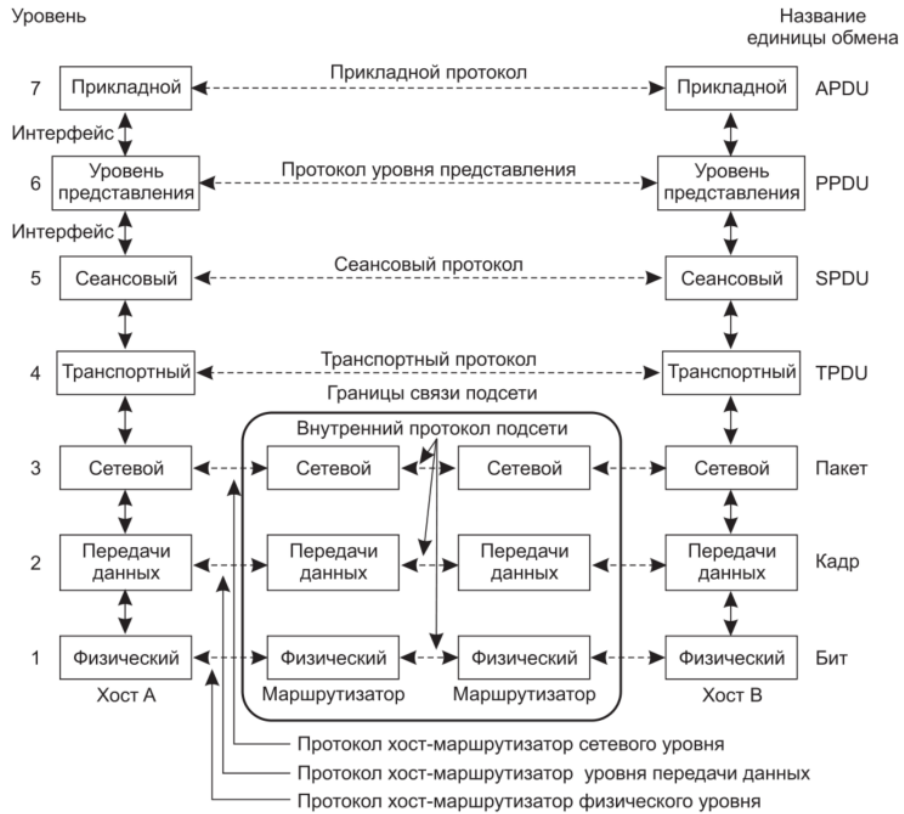 Уровень
Название
единицы обмена
Прикладной протокол
7 Прикладной Прикладной APDU
Интерфейс
Протокол уровня представления
6 Уровень представления Уровень представления PPDU
Интерфейс
Сеансовый протокол
5 Сеансовый Сеансовый SPDU
Транспортный протокол
4 Транспортный Транспортный TPDU
Границы связи подсети
Внутренний протокол подсети
3 Сетевой Сетевой Сетевой Сетевой Пакет
2 Передачи данных Передачи данных Передачи данных Передачи данных Кадр
1 Физический Физический Физический Физический Бит
Хост A Маршрутизатор Маршрутизатор Хост B
Протокол хост-маршрутизатор сетевого уровня
Протокол хост-маршрутизатор уровня передачи данных
Протокол хост-маршрутизатор физического уровня